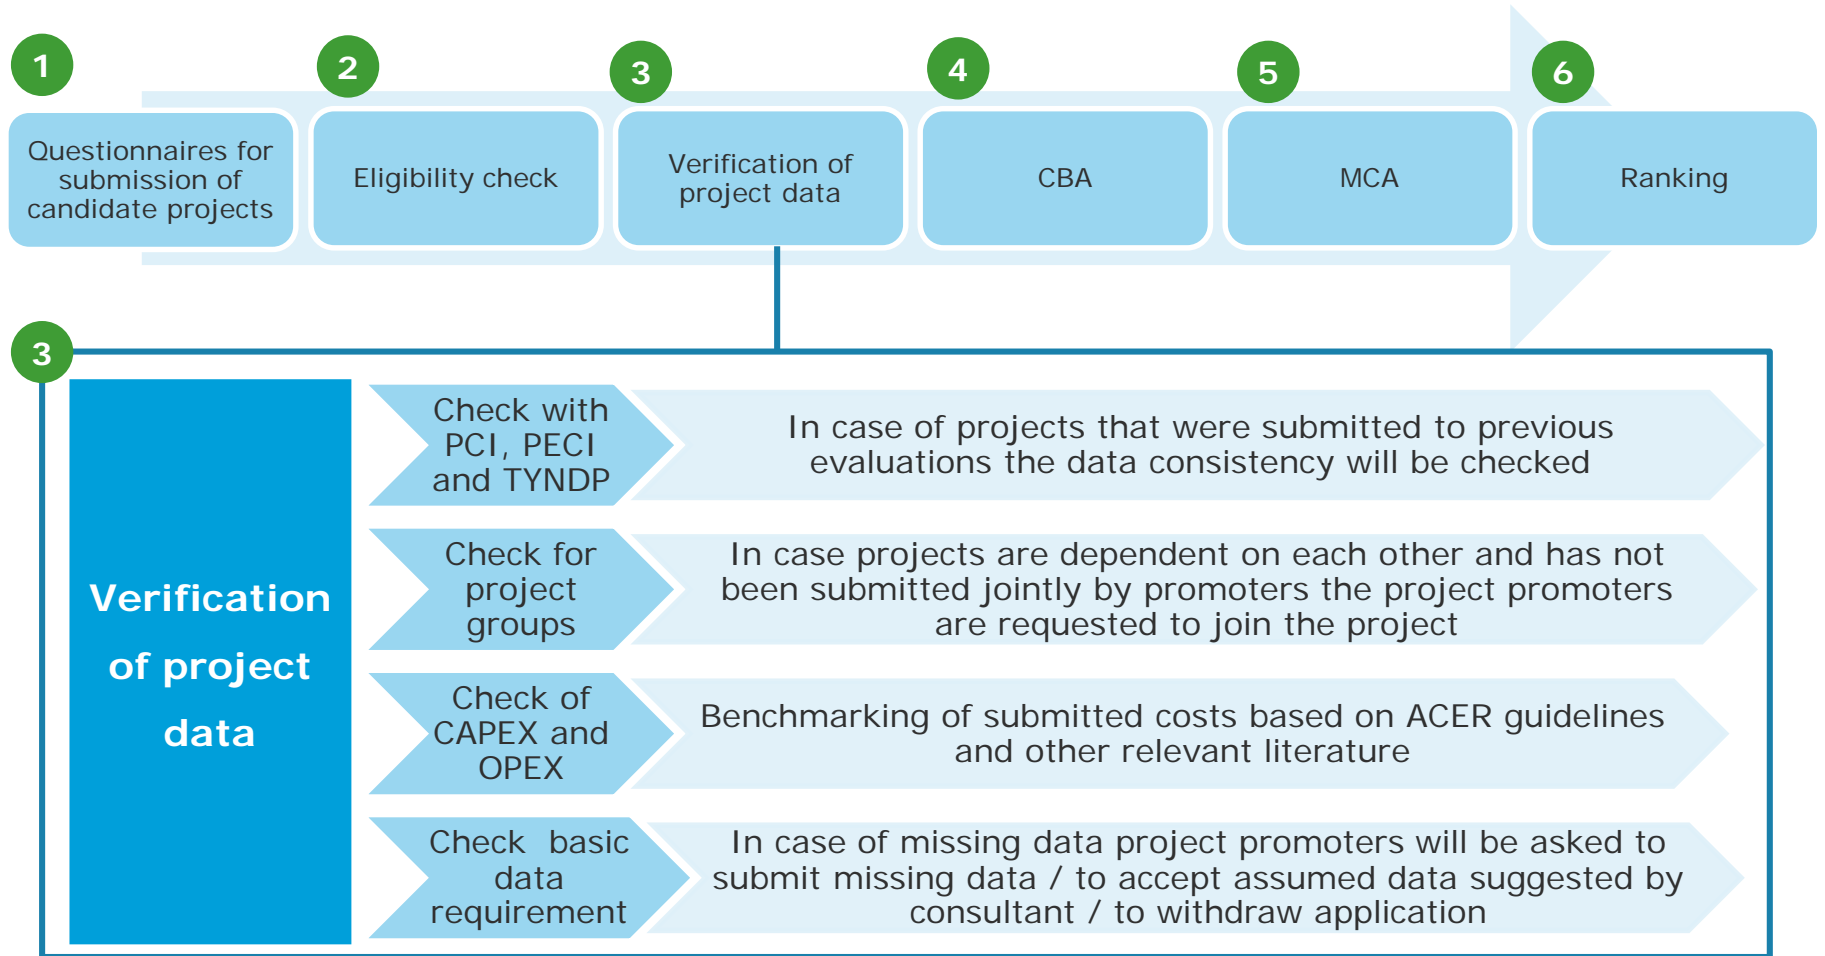 1
Questionnaires for
submission of
candidate projects
2
Eligibility check
3
Verification of
project data
4
CBA
5
MCA
6
Ranking
3
Verification
of project
data
Check with
PCI, PECI
and TYNDP
In case of projects that were submitted to previous
evaluations the data consistency will be checked
Check for
project
groups
In case projects are dependent on each other and has not
been submitted jointly by promoters the project promoters
are requested to join the project
Check of
CAPEX and
OPEX
Benchmarking of submitted costs based on ACER guidelines
and other relevant literature
Check basic
data
requirement
In case of missing data project promoters will be asked to
submit missing data / to accept assumed data suggested by
consultant / to withdraw application